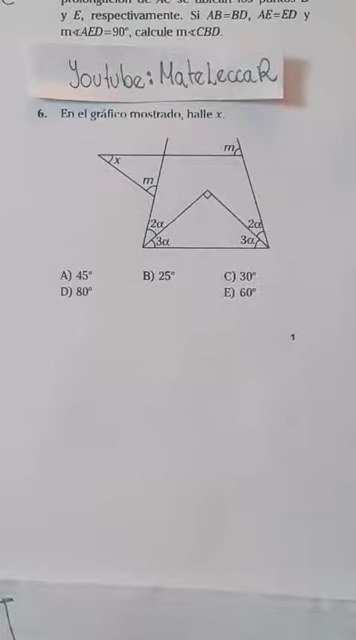 y E, respectivamente. Si AB=BD, AE=ED y
m∢AED=90°, calcule m∢CBD.
Youtube: MateLeccaR
6. En el gráfico mostrado, halle x.
m
x
m
2α 2α
3α 3α
A) 45° B) 25° C) 30°
D) 80° E) 60°
1